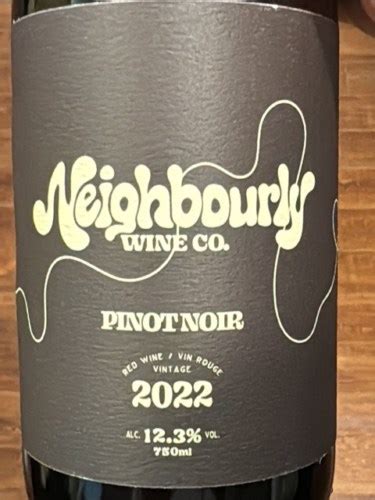 Neighbourly
WINE CO.
PINOT NOIR
RED WINE / VIN ROUGE
VINTAGE
2022
ALC. 12.3% VOL.
750ml